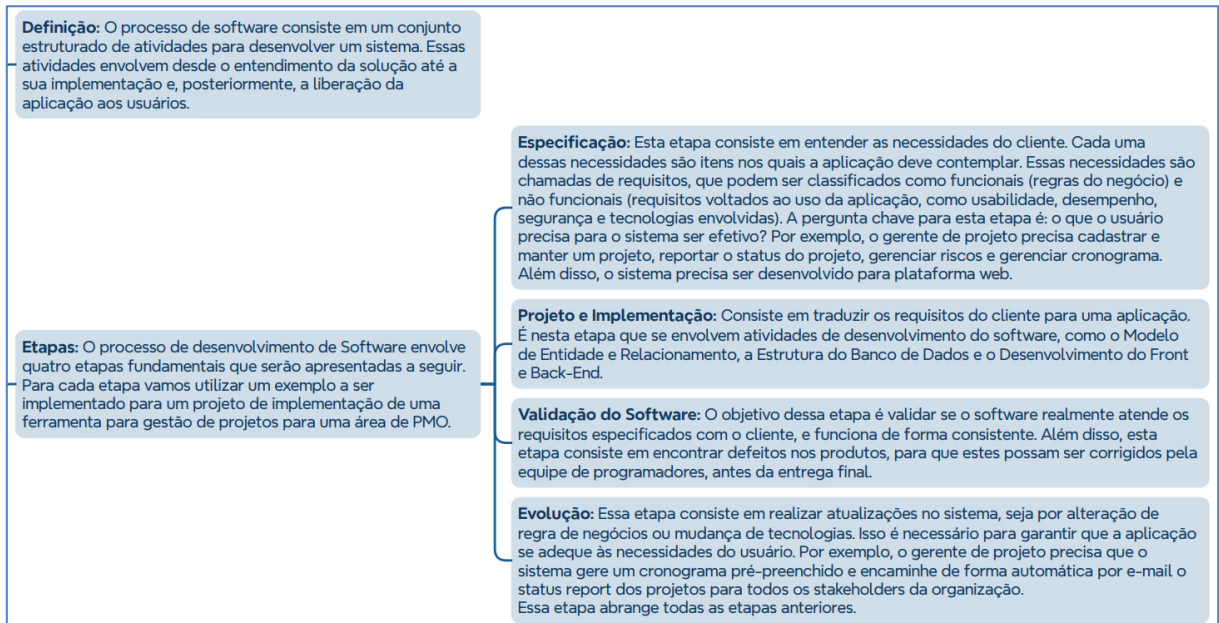 Definição: O processo de software consiste em um conjunto
estruturado de atividades para desenvolver um sistema. Essas
atividades envolvem desde o entendimento da solução até a
sua implementação e, posteriormente, a liberação da
aplicação aos usuários.
Especificação: Esta etapa consiste em entender as necessidades do cliente. Cada uma
dessas necessidades são itens nos quais a aplicação deve contemplar. Essas necessidades são
chamadas de requisitos, que podem ser classificados como funcionais (regras do negócio) e
não funcionais (requisitos voltados ao uso da aplicação, como usabilidade, desempenho,
segurança e tecnologias envolvidas). A pergunta chave para esta etapa é: o que o usuário
precisa para o sistema ser efetivo? Por exemplo, o gerente de projeto precisa cadastrar e
manter um projeto, reportar o status do projeto, gerenciar riscos e gerenciar cronograma.
Além disso, o sistema precisa ser desenvolvido para plataforma web.
Etapas: O processo de desenvolvimento de Software envolve
quatro etapas fundamentais que serão apresentadas a seguir.
Para cada etapa vamos utilizar um exemplo a ser
implementado para um projeto de implementação de uma
ferramenta para gestão de projetos para uma área de PMO.
Projeto e Implementação: Consiste em traduzir os requisitos do cliente para uma aplicação.
É nesta etapa que se envolvem atividades de desenvolvimento do software, como o Modelo
de Entidade e Relacionamento, a Estrutura do Banco de Dados e o Desenvolvimento do Front
e Back-End.
Validação do Software: O objetivo dessa etapa é validar se o software realmente atende os
requisitos especificados com o cliente, e funciona de forma consistente. Além disso, esta
etapa consiste em encontrar defeitos nos produtos, para que estes possam ser corrigidos pela
equipe de programadores, antes da entrega final.
Evolução: Essa etapa consiste em realizar atualizações no sistema, seja por alteração de
regra de negócios ou mudança de tecnologias. Isso é necessário para garantir que a aplicação
se adeque às necessidades do usuário. Por exemplo, o gerente de projeto precisa que o
sistema gere um cronograma pré-preenchido e encaminhe de forma automática por e-mail o
status report dos projetos para todos os stakeholders da organização.
Essa etapa abrange todas as etapas anteriores.